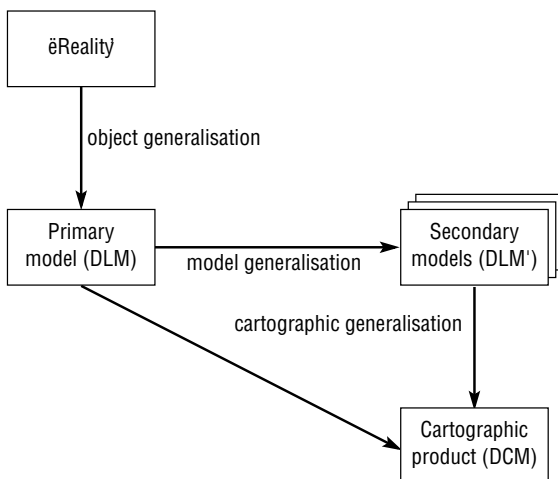 ëReality’
object generalisation
Primary
model (DLM)
model generalisation
Secondary
models (DLM')
cartographic generalisation
Cartographic
product (DCM)